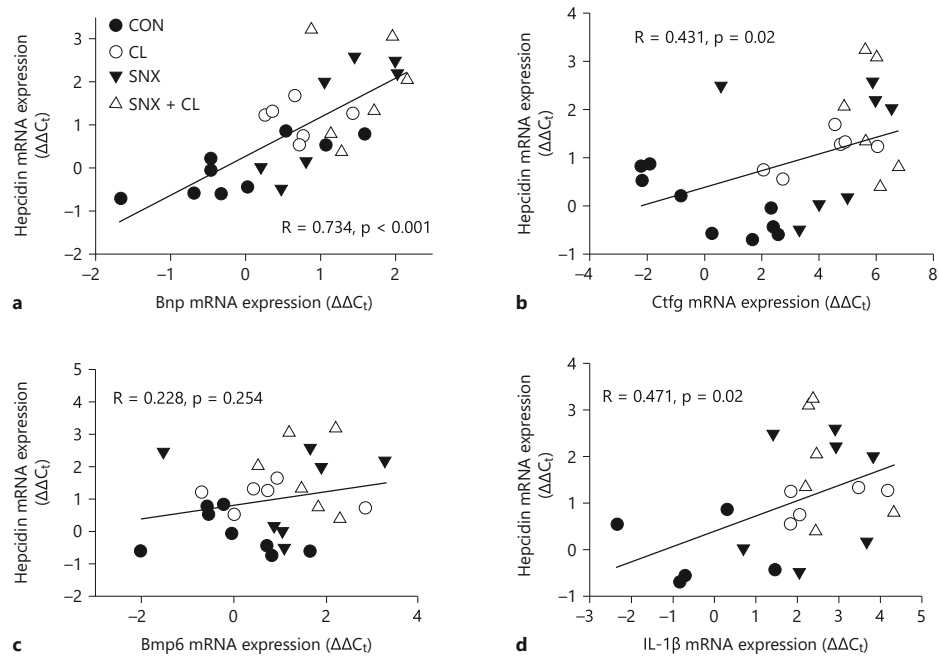 CON
CL
SNX
SNX + CL
Hepcidin mRNA expression
(ΔΔCt)
3
2
1
0
–1
–2
R = 0.734, p < 0.001
–2
–1
0
1
2
a
Bnp mRNA expression (ΔΔCt)
Hepcidin mRNA expression
(ΔΔCt)
4
3
2
1
0
–1
R = 0.431, p = 0.02
–4
–2
0
2
4
6
8
b
Ctfg mRNA expression (ΔΔCt)
Hepcidin mRNA expression
(ΔΔCt)
5
4
3
2
1
0
–1
–2
R = 0.228, p = 0.254
–2
0
2
4
c
Bmp6 mRNA expression (ΔΔCt)
Hepcidin mRNA expression
(ΔΔCt)
4
3
2
1
0
–1
R = 0.471, p = 0.02
–3
–2
–1
0
1
2
3
4
5
d
IL-1β mRNA expression (ΔΔCt)